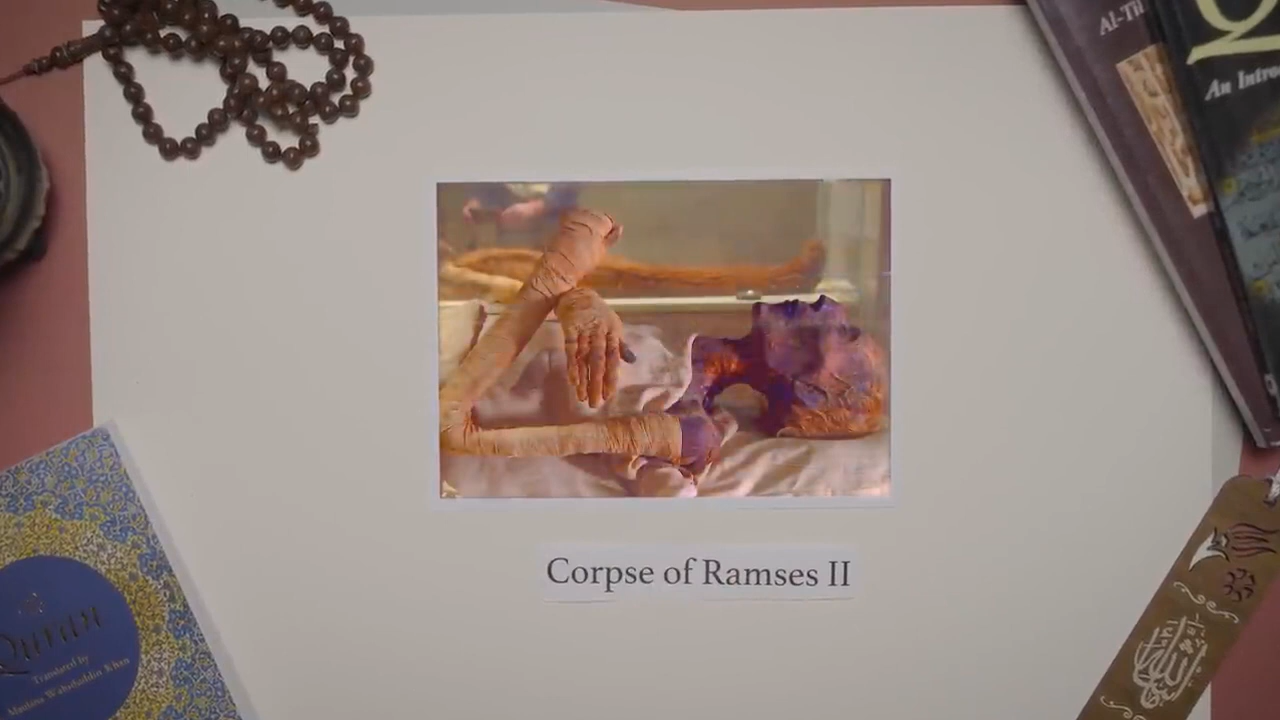 Al-Ti
Q
An Intro
Corpse of Ramses II
Quran
Translated by
Maulana Wahiduddin Khan